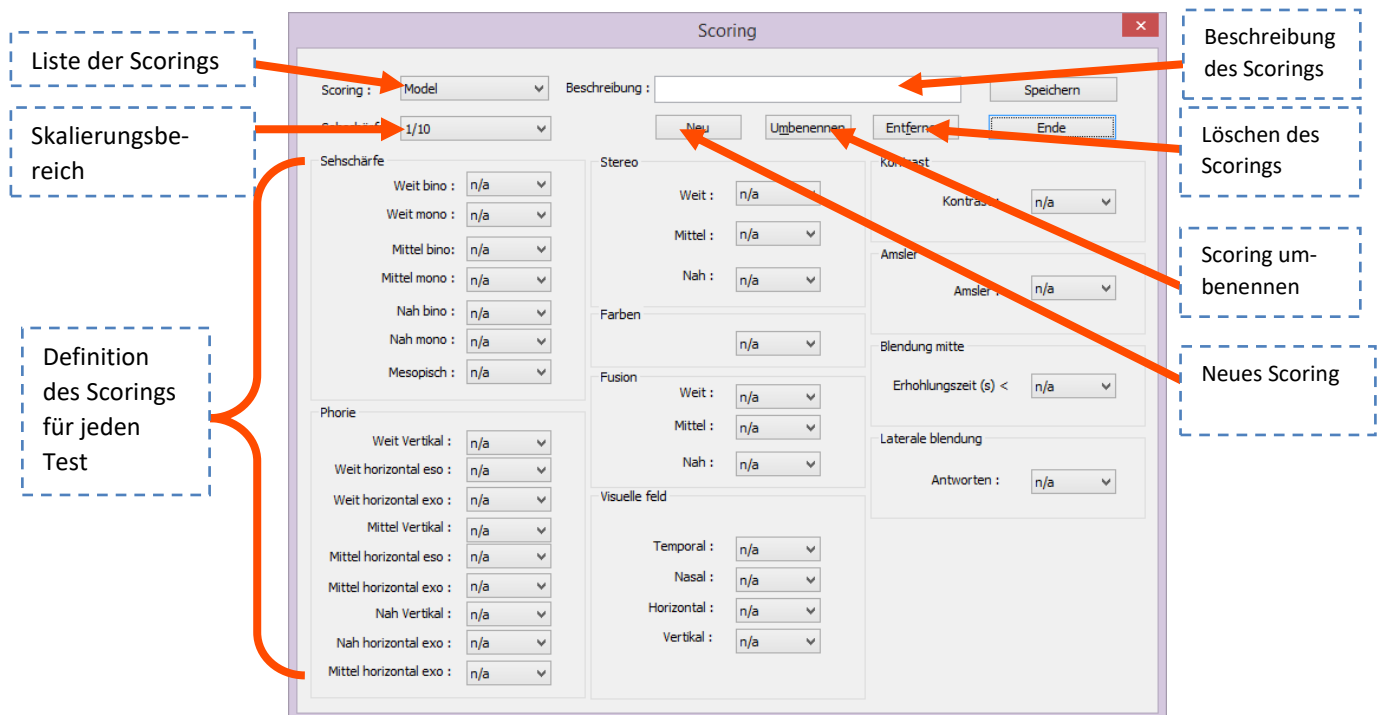 Scoring
Liste der Scorings
Skalierungsbe-
reich
Definition
des Scorings
für jeden
Test
Scoring :
Model
Beschreibung :
Speichern
1/10
Neu
Umbenennen
Ende
Sehschärfe
Weit bino : n/a
Weit mono : n/a
Mittel bino: n/a
Mittel mono : n/a
Nah bino : n/a
Nah mono : n/a
Mesopisch : n/a
Phorie
Weit Vertikal : n/a
Weit horizontal eso : n/a
Weit horizontal exo : n/a
Mittel Vertikal : n/a
Mittel horizontal eso : n/a
Mittel horizontal exo : n/a
Nah Vertikal : n/a
Nah horizontal exo : n/a
Mittel horizontal exo : n/a
Stereo
Weit : n/a
Mittel : n/a
Nah : n/a
Farben
n/a
Fusion
Weit : n/a
Mittel : n/a
Nah : n/a
Visuelle feld
Temporal : n/a
Nasal : n/a
Horizontal : n/a
Vertikal : n/a
Kontrast
Kontrast : n/a
Amsler
Amsler : n/a
Blendung mitte
Erhohlungszeit (s) < n/a
Laterale blendung
Antworten : n/a
Beschreibung
des Scorings
Löschen des
Scorings
Scoring um-
benennen
Neues Scoring